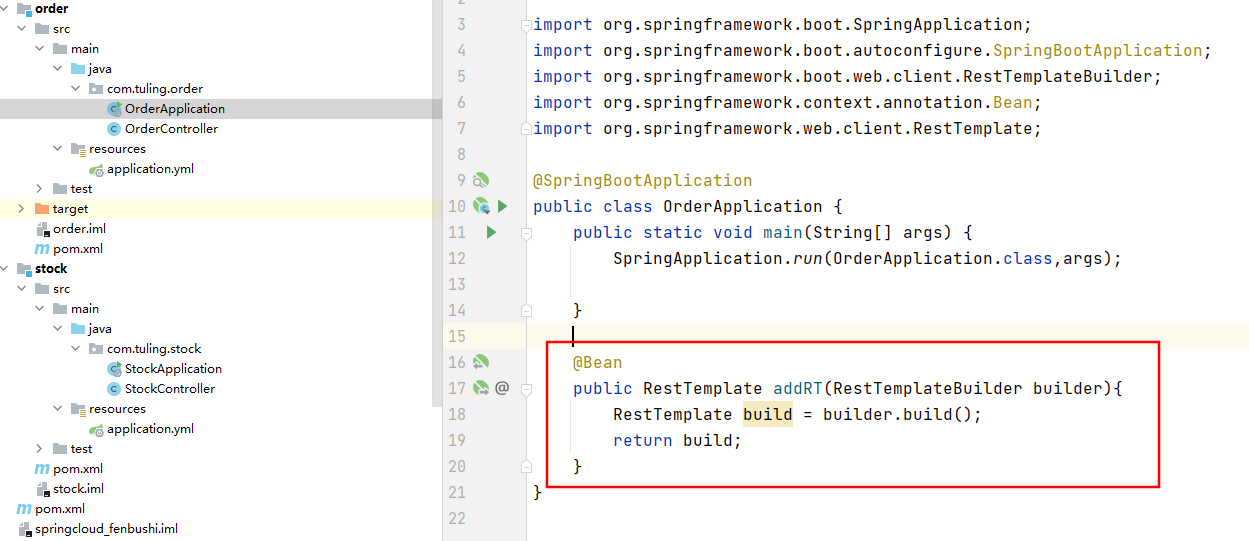 order
src
main
java
com.tuling.order
OrderApplication
OrderController
resources
application.yml
test
target
order.iml
pom.xml
stock
src
main
java
com.tuling.stock
StockApplication
StockController
resources
application.yml
test
pom.xml
stock.iml
pom.xml
springcloud_fenbushi.iml
3 import org.springframework.boot.SpringApplication;
4 import org.springframework.boot.autoconfigure.SpringBootApplication;
5 import org.springframework.boot.web.client.RestTemplateBuilder;
6 import org.springframework.context.annotation.Bean;
7 import org.springframework.web.client.RestTemplate;
8
9 @SpringBootApplication
10 public class OrderApplication {
11 public static void main(String[] args) {
12 SpringApplication.run(OrderApplication.class,args);
13
14 }
15
16 @Bean
17 @ public RestTemplate addRT(RestTemplateBuilder builder){
18 RestTemplate build = builder.build();
19 return build;
20 }
21 }
22